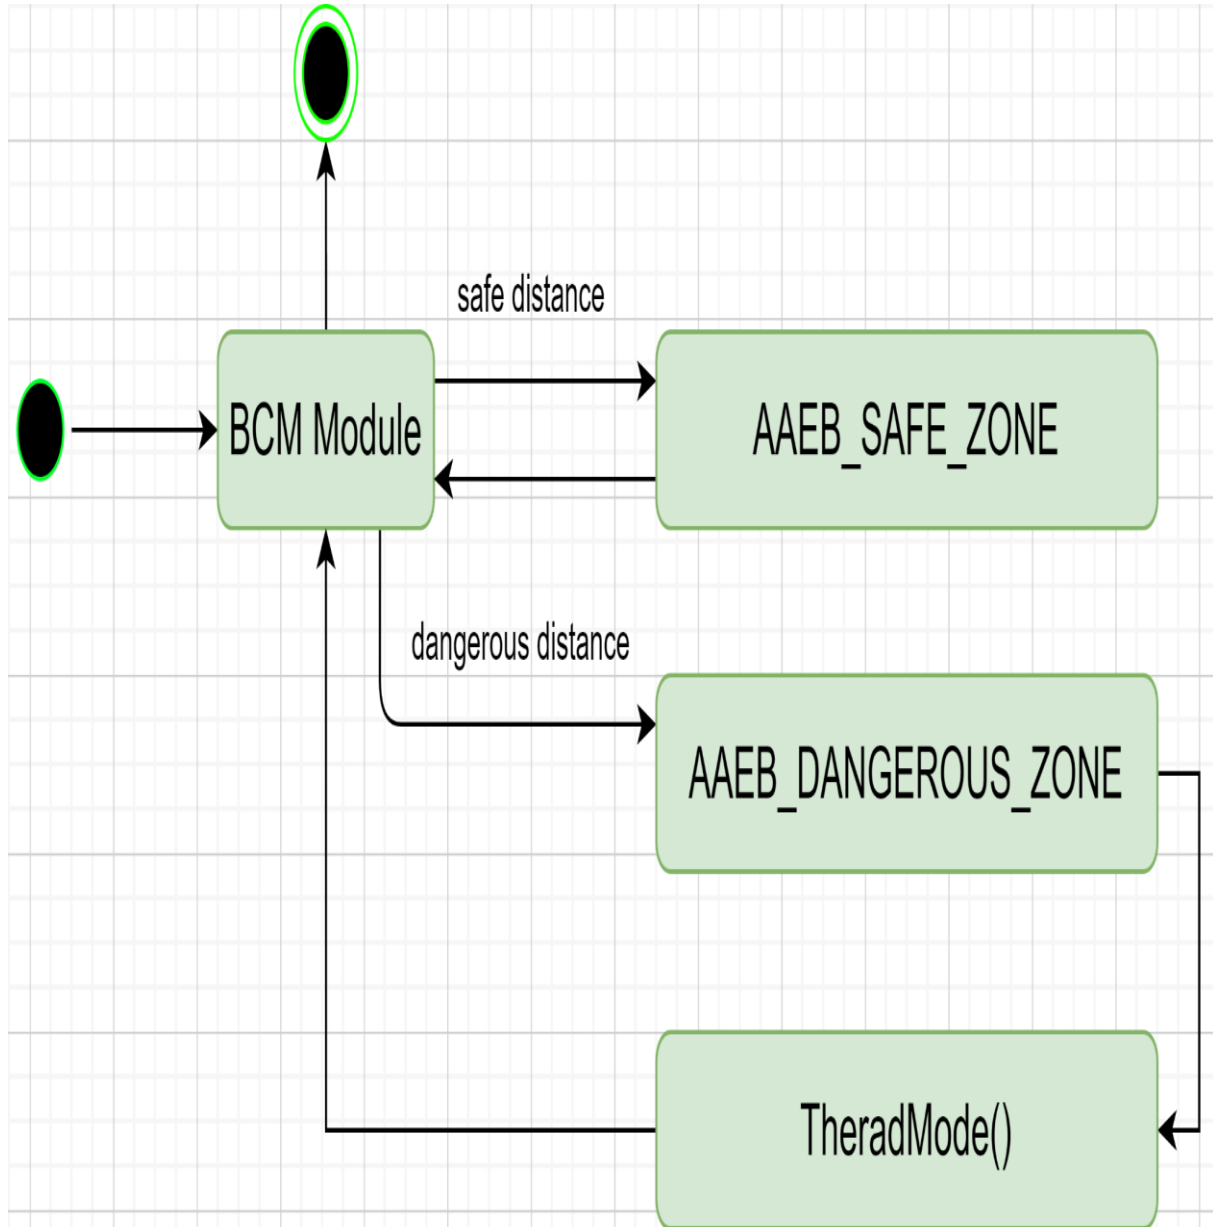 safe distance
BCM Module
AAEB_SAFE_ZONE
dangerous distance
AAEB_DANGEROUS_ZONE
TheradMode()